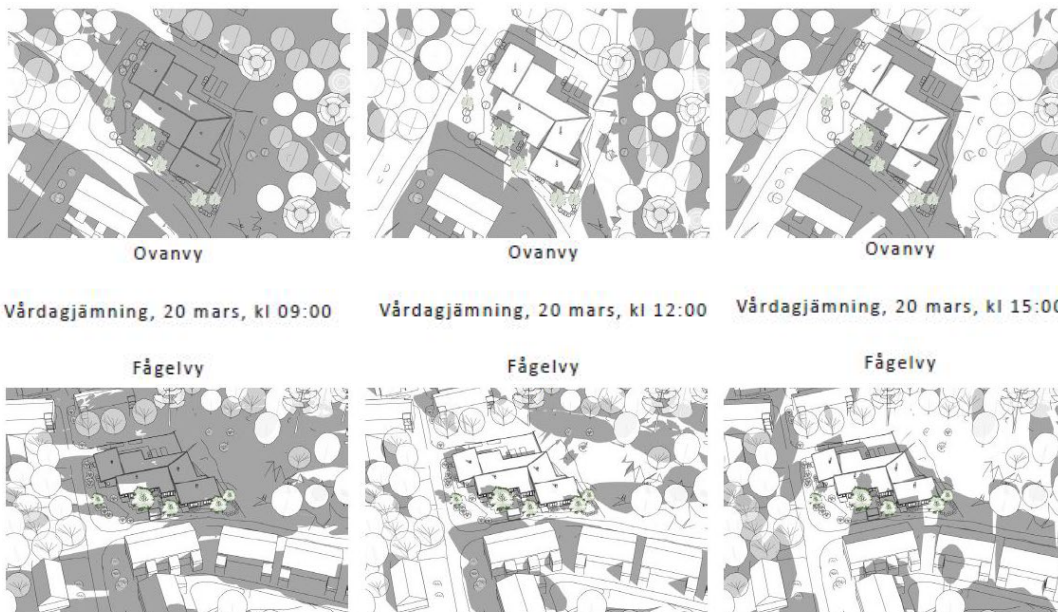 Ovanvy
Ovanvy
Ovanvy
Vårdagjämning, 20 mars, kl 09:00
Vårdagjämning, 20 mars, kl 12:00
Vårdagjämning, 20 mars, kl 15:00
Fågelvy
Fågelvy
Fågelvy